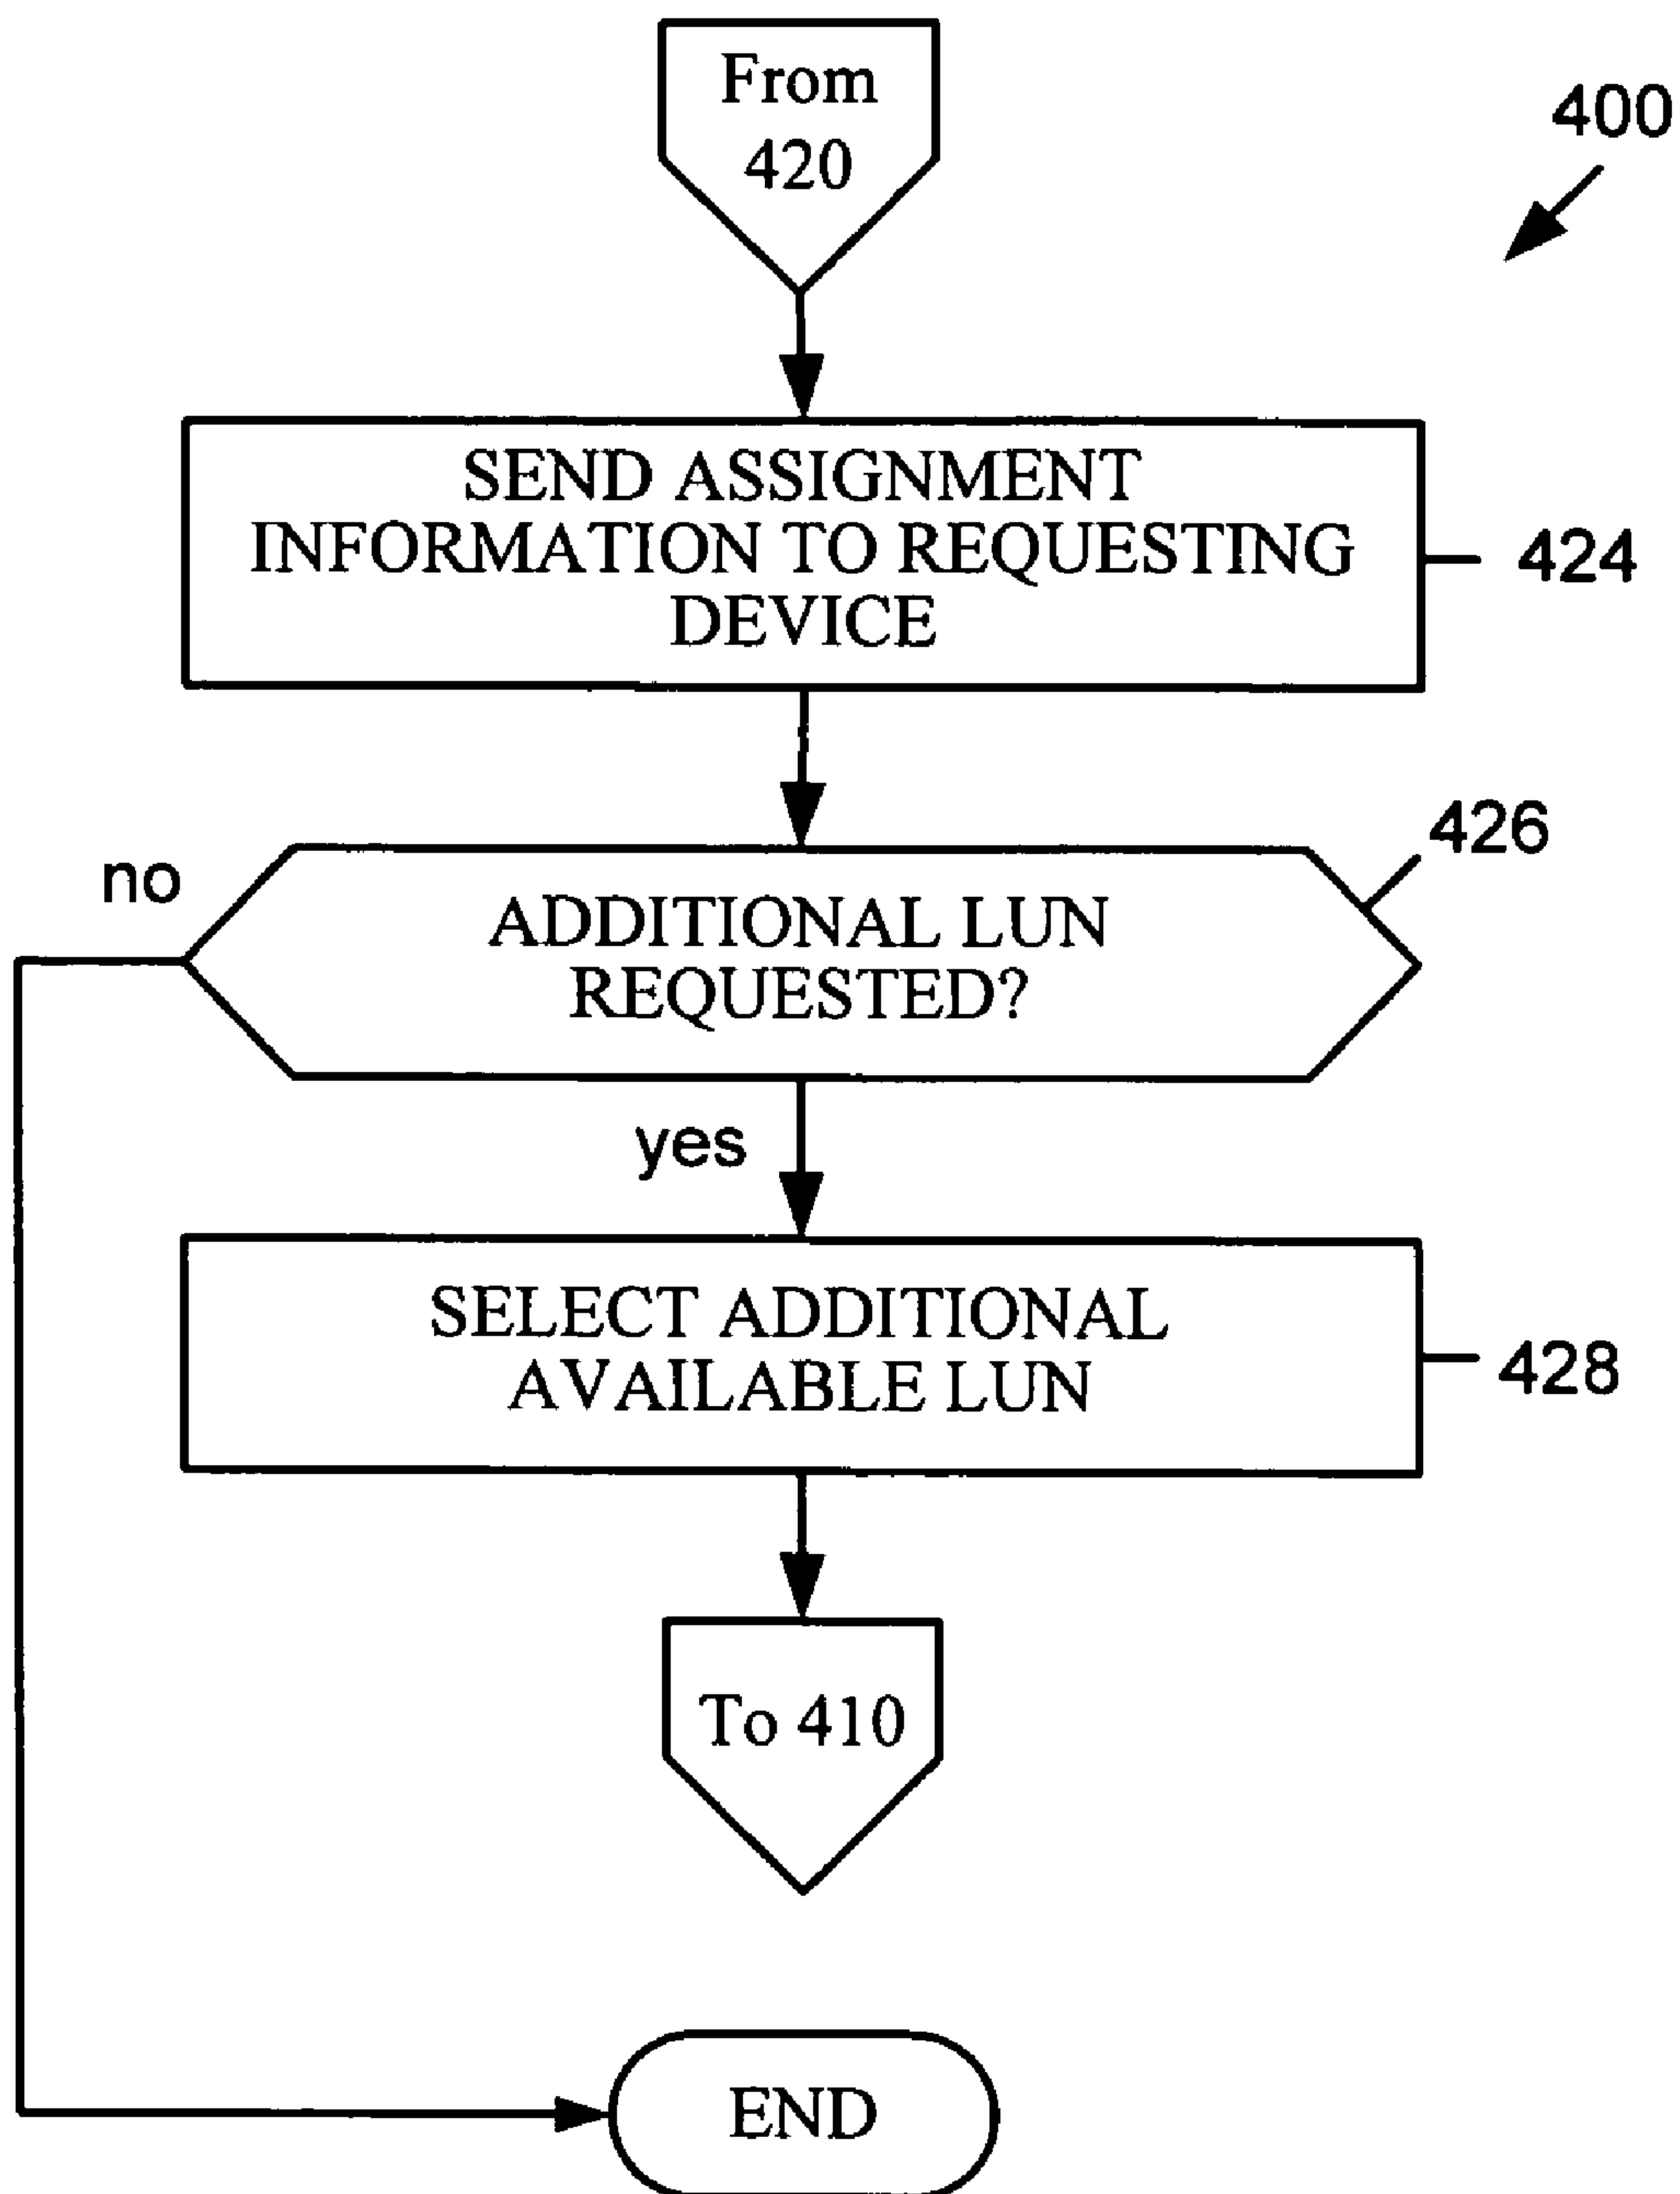 From
420
400
SEND ASSIGNMENT
INFORMATION TO REQUESTING
DEVICE
424
no
426
ADDITIONAL LUN
REQUESTED?
yes
SELECT ADDITIONAL
AVAILABLE LUN
428
To 410
END